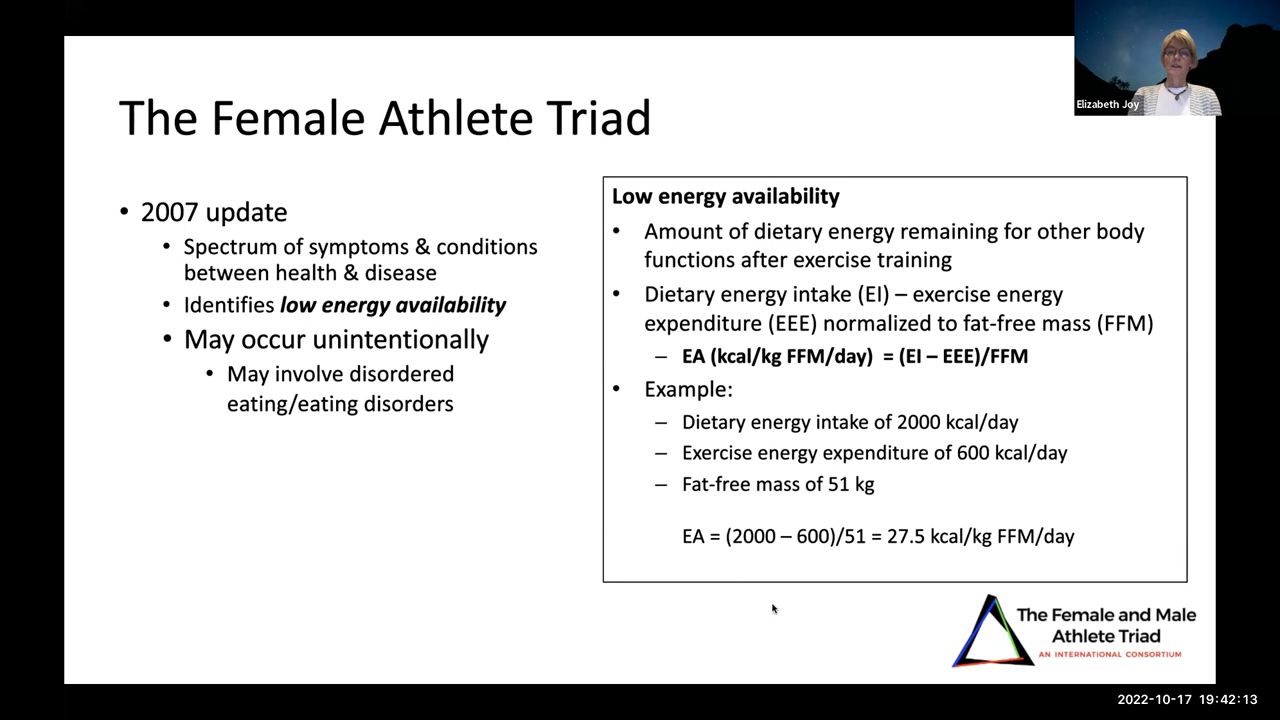 Elizabeth Joy
The Female Athlete Triad
• 2007 update
• Spectrum of symptoms & conditions
between health & disease
• Identifies low energy availability
• May occur unintentionally
• May involve disordered
eating/eating disorders
Low energy availability
• Amount of dietary energy remaining for other body
functions after exercise training
• Dietary energy intake (EI) – exercise energy
expenditure (EEE) normalized to fat-free mass (FFM)
– EA (kcal/kg FFM/day) = (EI – EEE)/FFM
• Example:
– Dietary energy intake of 2000 kcal/day
– Exercise energy expenditure of 600 kcal/day
– Fat-free mass of 51 kg
EA = (2000 – 600)/51 = 27.5 kcal/kg FFM/day
The Female and Male
Athlete Triad
AN INTERNATIONAL CONSORTIUM
2022-10-17 19:42:13